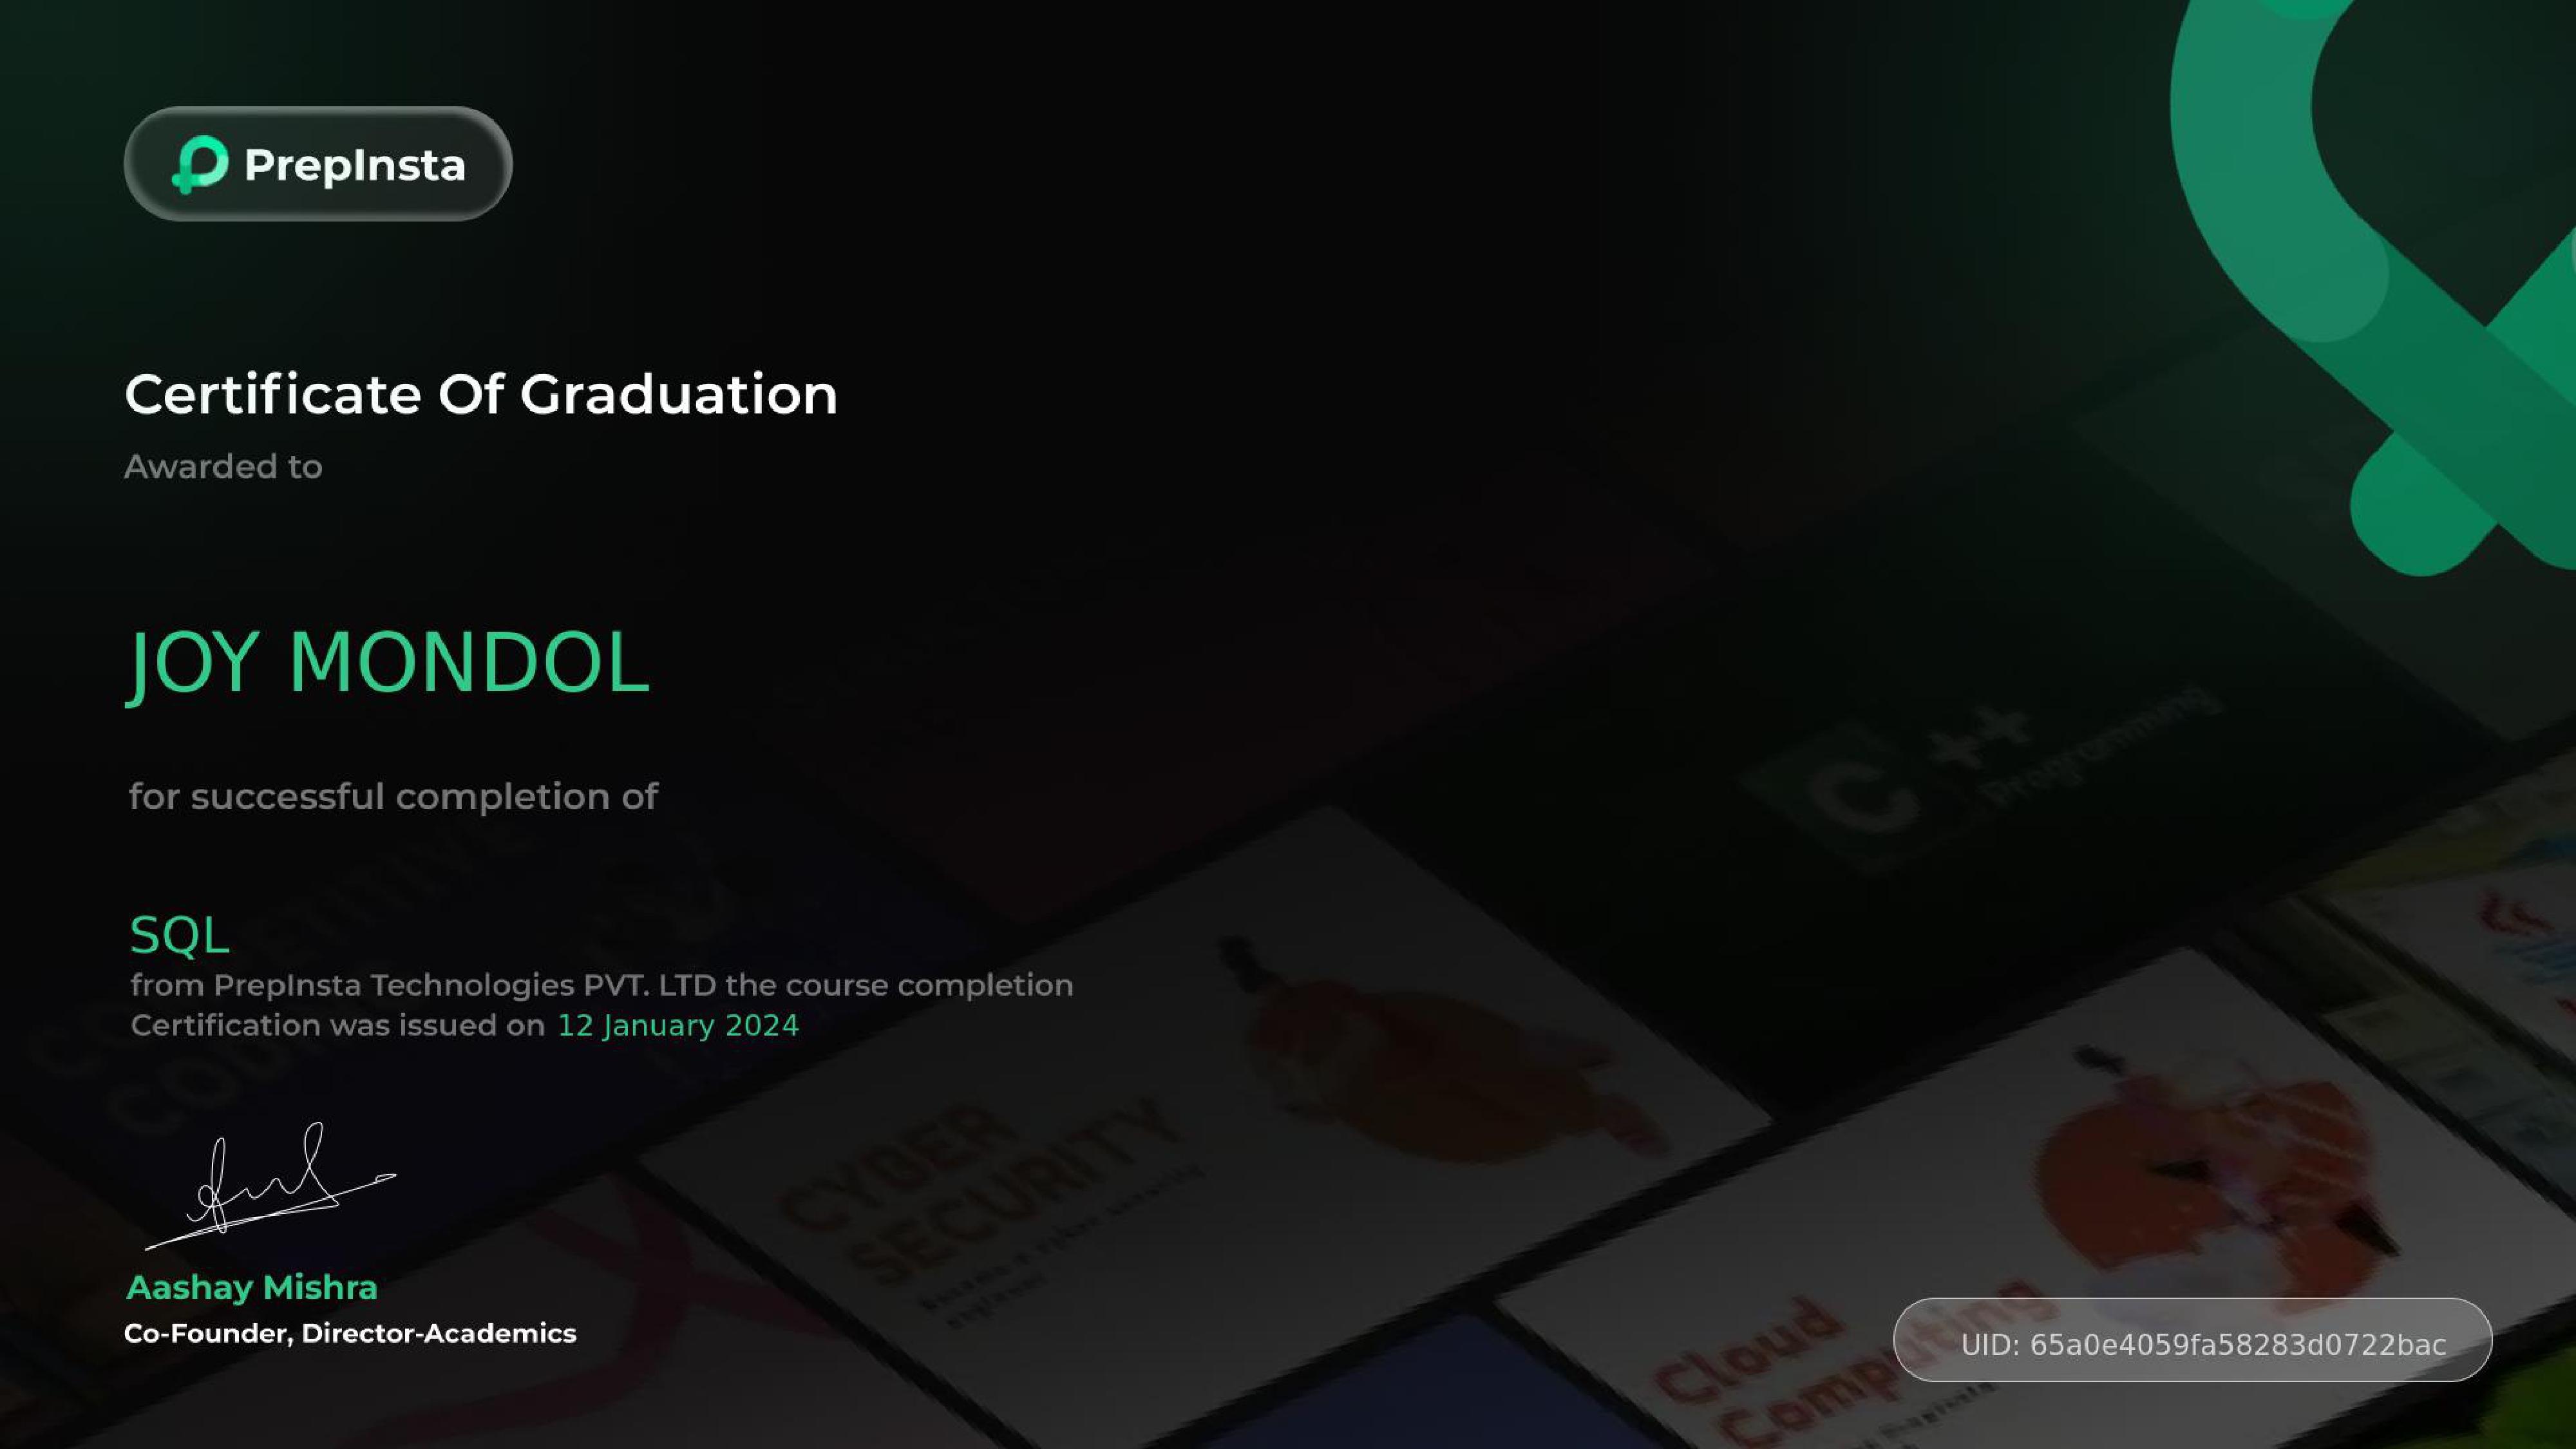 PrepInsta
Certificate Of Graduation
Awarded to
JOY MONDOL
for successful completion of
SQL
from PrepInsta Technologies PVT. LTD the course completion
Certification was issued on 12 January 2024
Aashay Mishra
Co-Founder, Director-Academics
UID: 65a0e4059fa58283d0722bac
C++
Programming
CYBER
SECURITY
Cloud
Computing